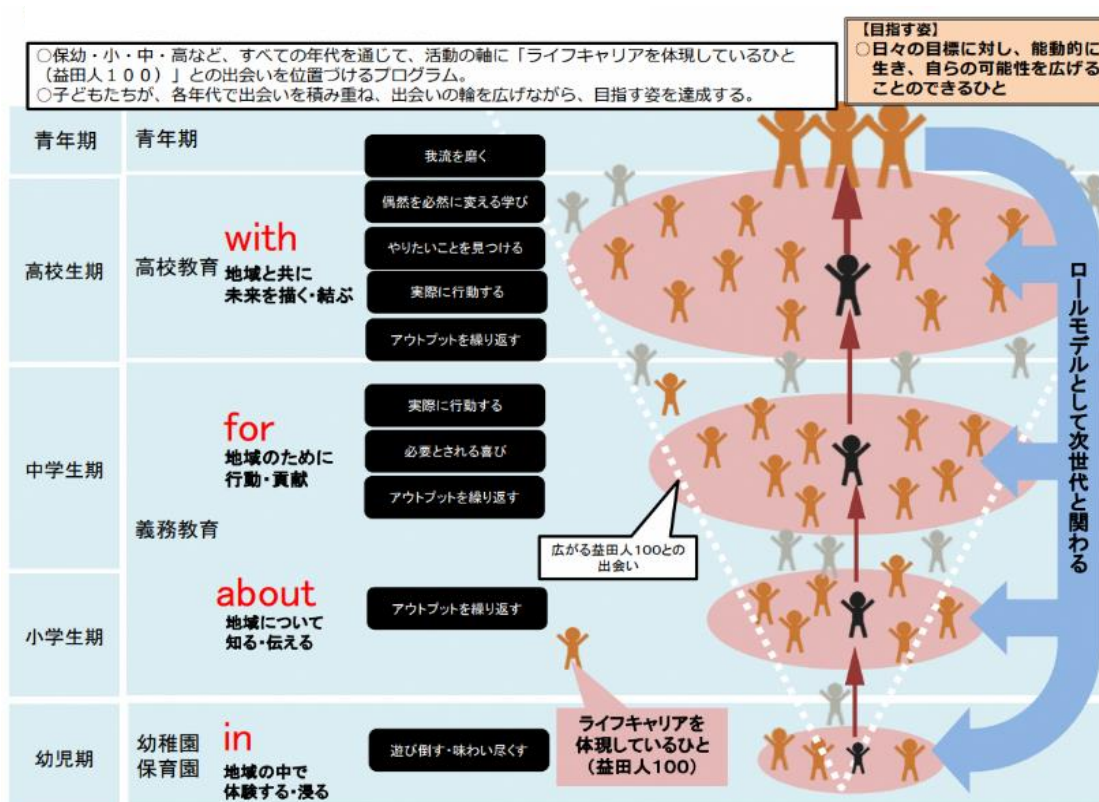 ○保幼・小・中・高など、すべての年代を通じて、活動の軸に「ライフキャリアを体現しているひと
（益田人１００）」との出会いを位置づけるプログラム。
○子どもたちが、各年代で出会いを積み重ね、出会いの輪を広げながら、目指す姿を達成する。
【目指す姿】
○日々の目標に対し、能動的に
生き、自らの可能性を広げる
ことのできるひと
青年期
青年期
我流を磨く
高校生期
高校教育
with
地域と共に
未来を描く・結ぶ
偶然を必然に変える学び
やりたいことを見つける
実際に行動する
アウトプットを繰り返す
中学生期
義務教育
for
地域のために
行動・貢献
実際に行動する
必要とされる喜び
アウトプットを繰り返す
広がる益田人100との
出会い
小学生期
about
地域について
知る・伝える
アウトプットを繰り返す
ライフキャリアを
体現しているひと
（益田人100）
幼児期
幼稚園
保育園
in
地域の中で
体験する・浸る
遊び倒す・味わい尽くす
ロールモデルとして次世代と関わる